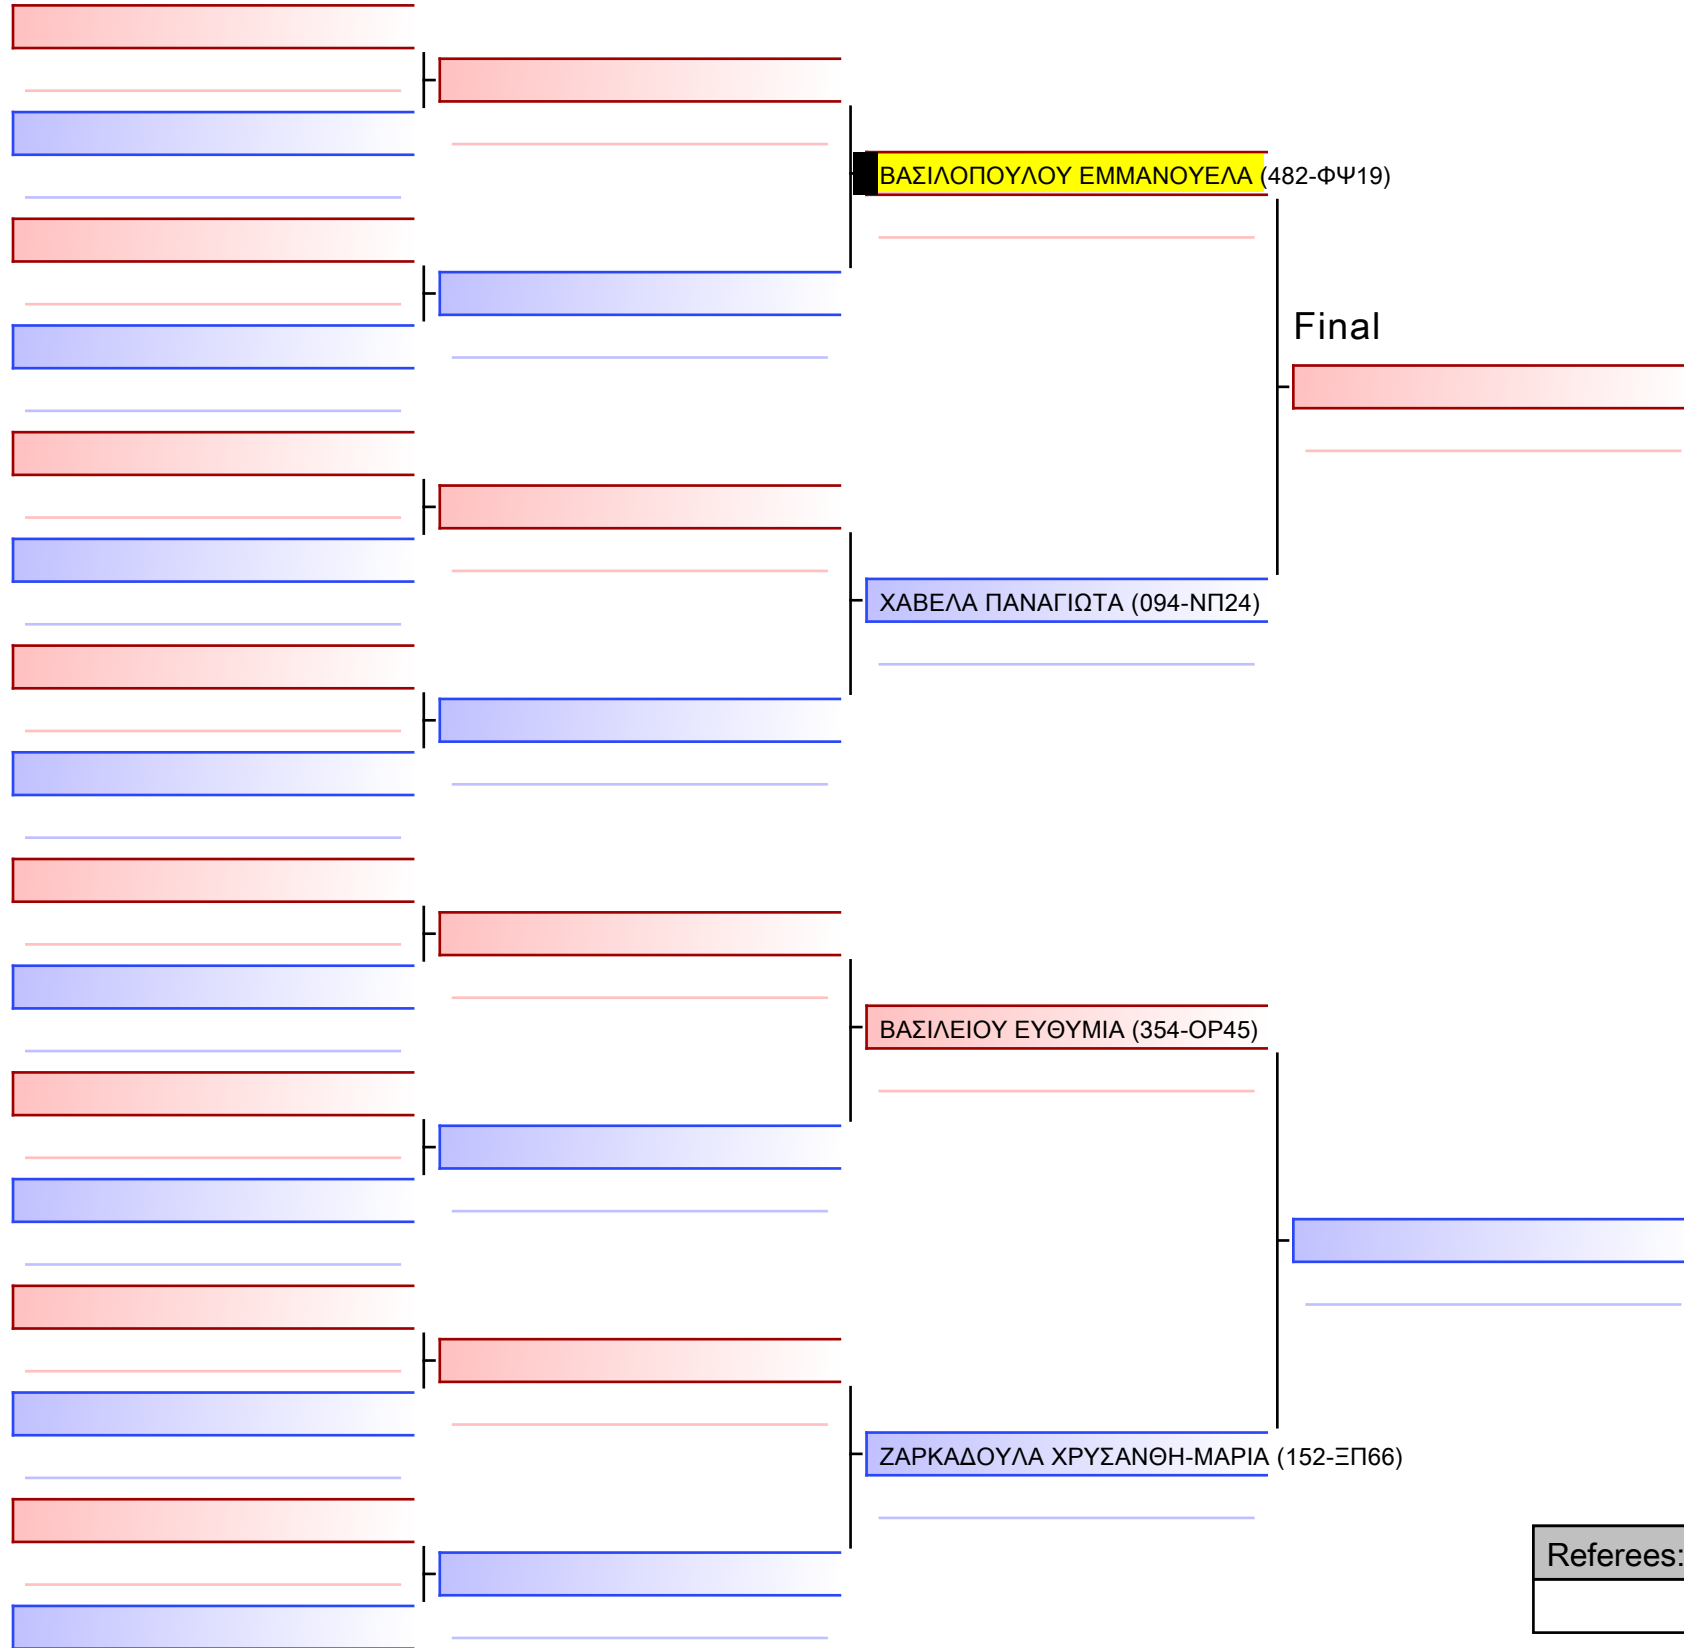 ΒΑΣΙΛΟΠΟΥΛΟΥ ΕΜΜΑΝΟΥΕΛΑ (482-ΦΨ19)
Final
ΧΑΒΕΛΑ ΠΑΝΑΓΙΩΤΑ (094-ΝΠ24)
ΒΑΣΙΛΕΙΟΥ ΕΥΘΥΜΙΑ (354-ΟΡ45)
ΖΑΡΚΑΔΟΥΛΑ ΧΡΥΣΑΝΘΗ-ΜΑΡΙΑ (152-ΞΠ66)
Referees: